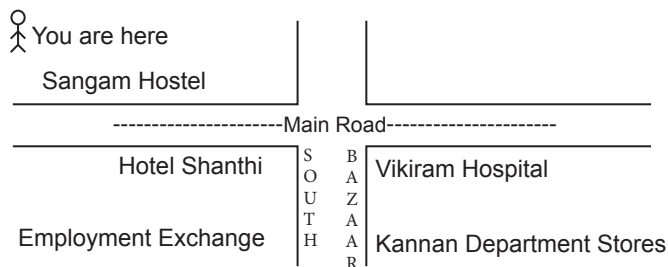 You are here
Sangam Hostel
----------------------Main Road----------------------
Hotel Shanthi
SOUTH
BAZAAR
Vikiram Hospital
Employment Exchange
Kannan Department Stores